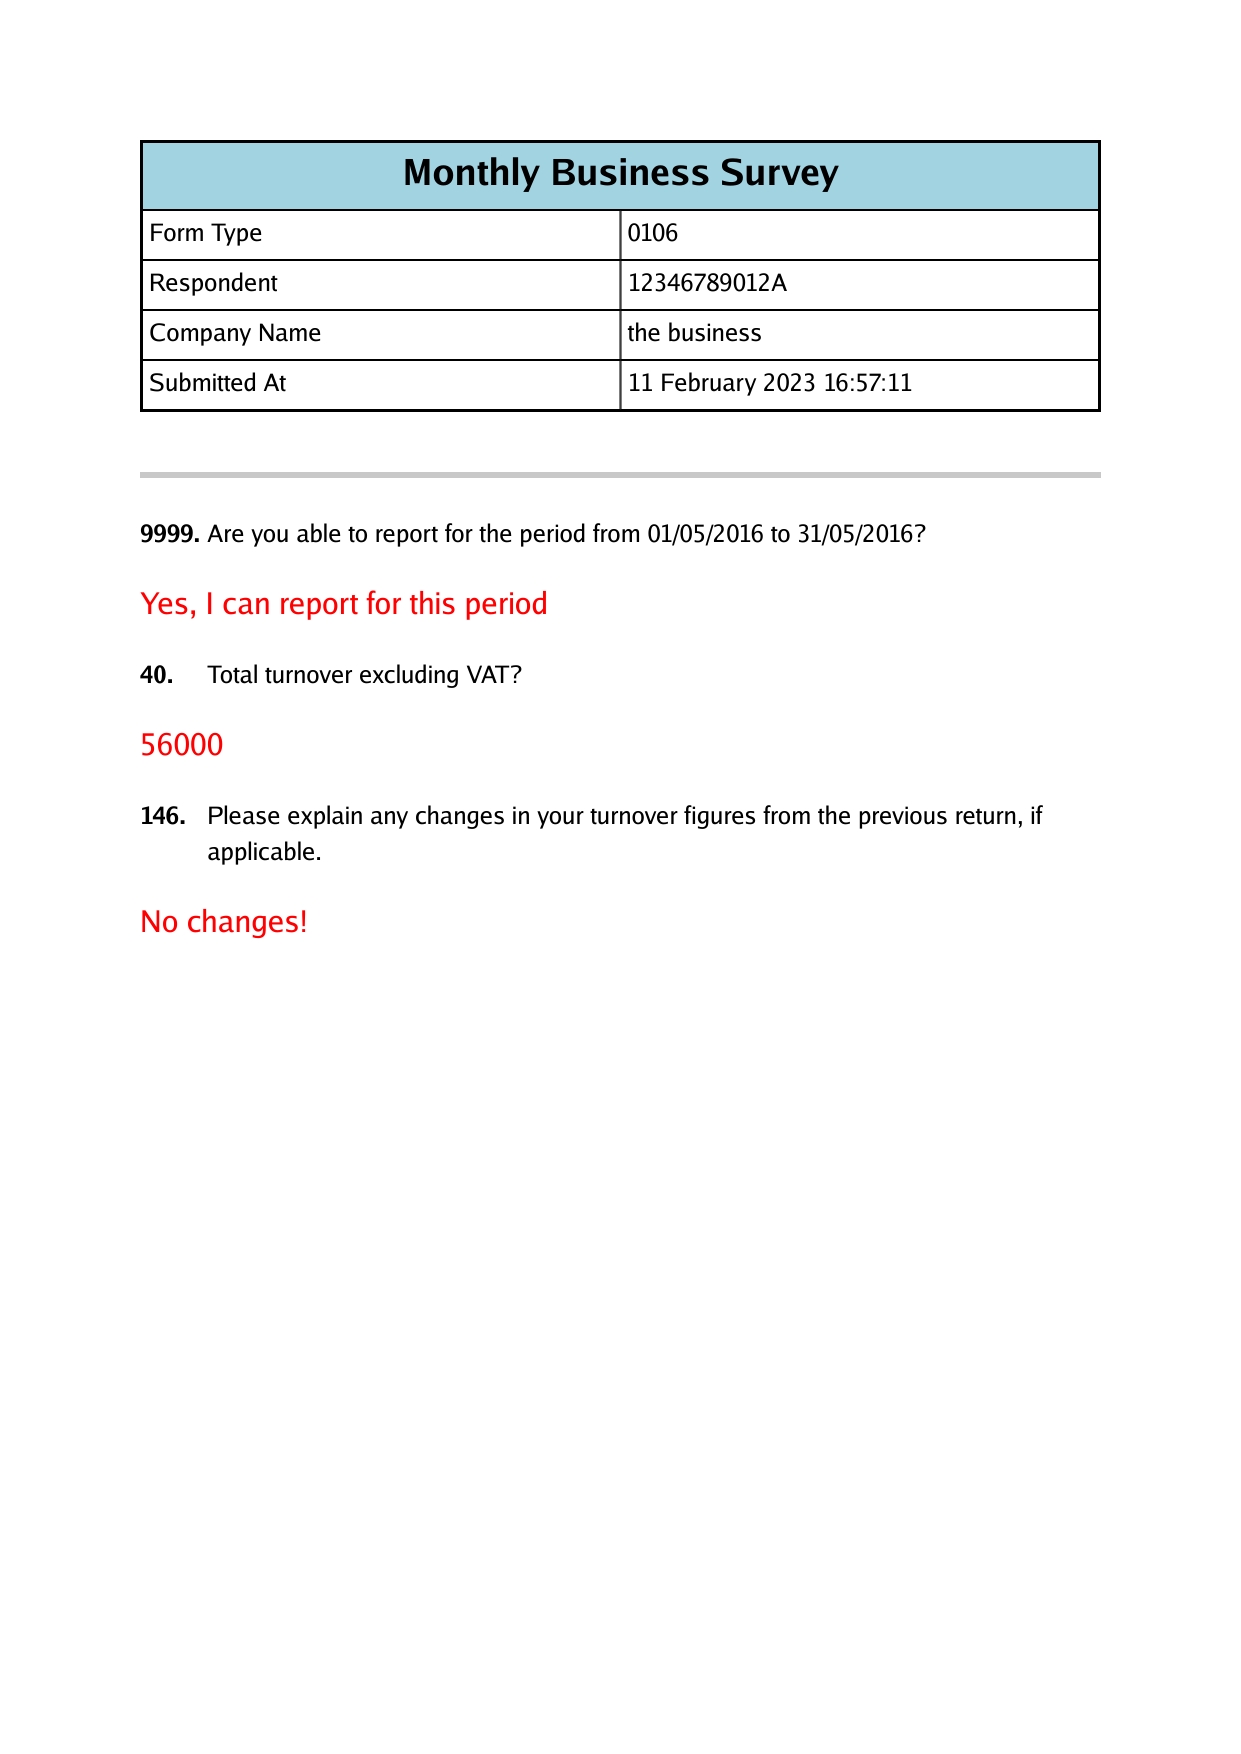 Monthly Business Survey
Form Type 0106
Respondent 12346789012A
Company Name the business
Submitted At 11 February 2023 16:57:11
9999. Are you able to report for the period from 01/05/2016 to 31/05/2016?
Yes, I can report for this period
40. Total turnover excluding VAT?
56000
146. Please explain any changes in your turnover figures from the previous return, if
applicable.
No changes!